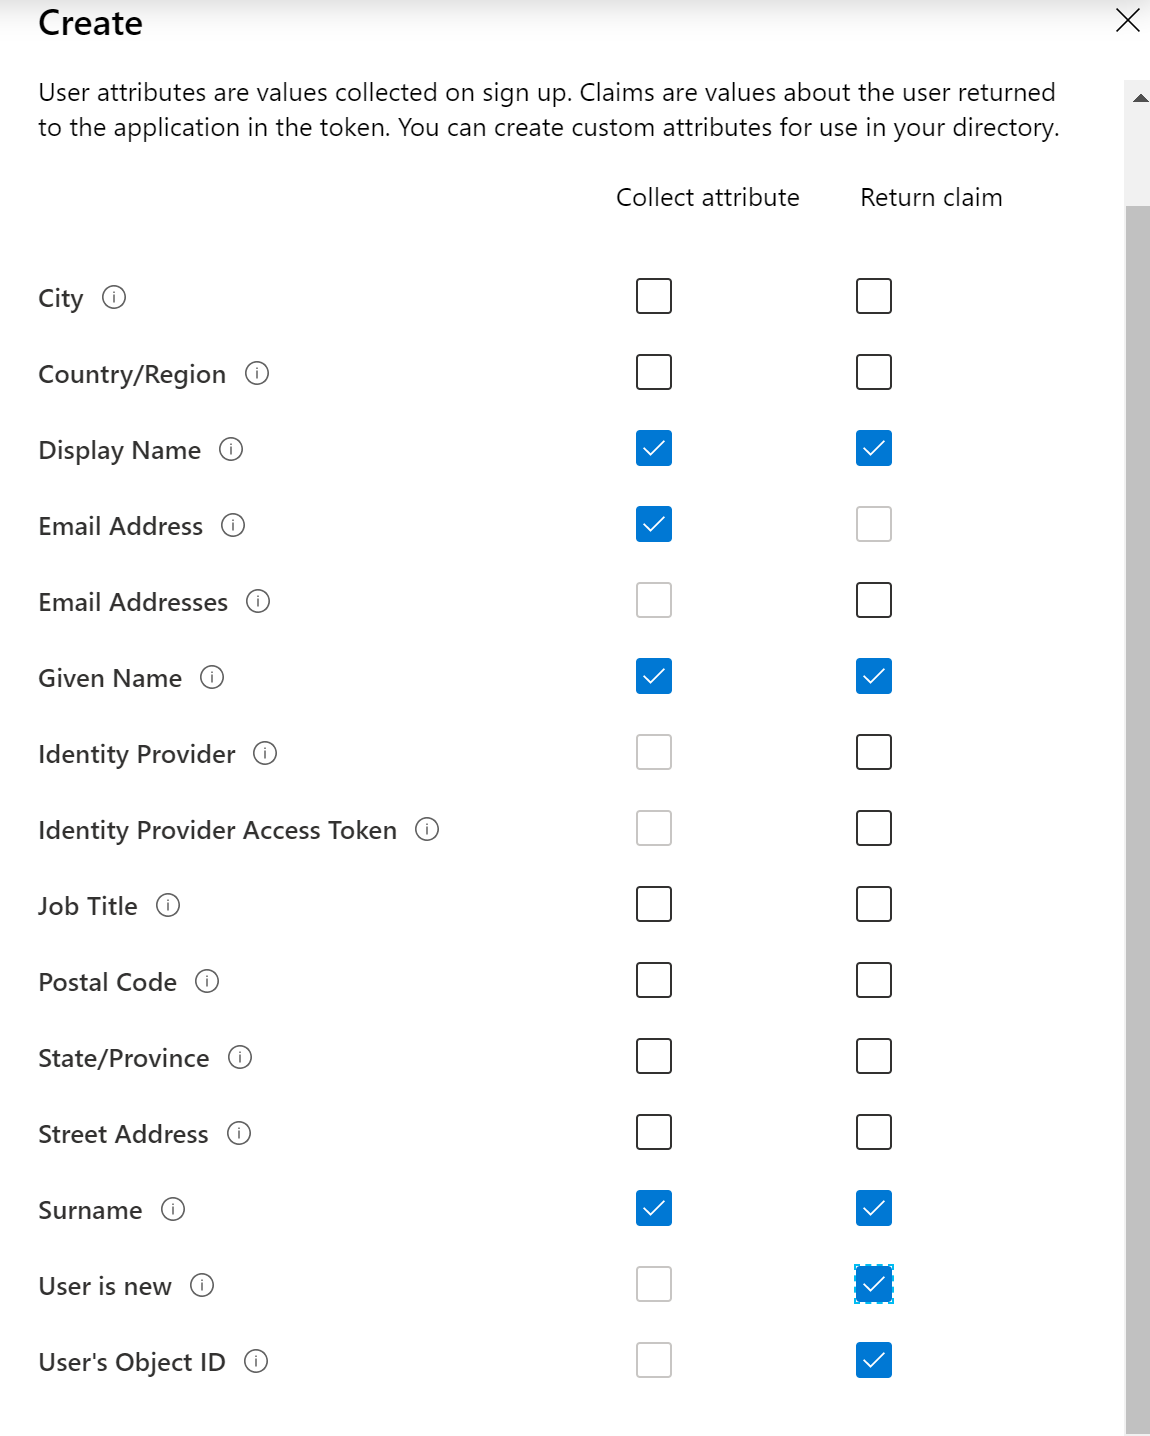 Create
User attributes are values collected on sign up. Claims are values about the user returned
to the application in the token. You can create custom attributes for use in your directory.
Collect attribute Return claim
City
Country/Region
Display Name
Email Address
Email Addresses
Given Name
Identity Provider
Identity Provider Access Token
Job Title
Postal Code
State/Province
Street Address
Surname
User is new
User's Object ID